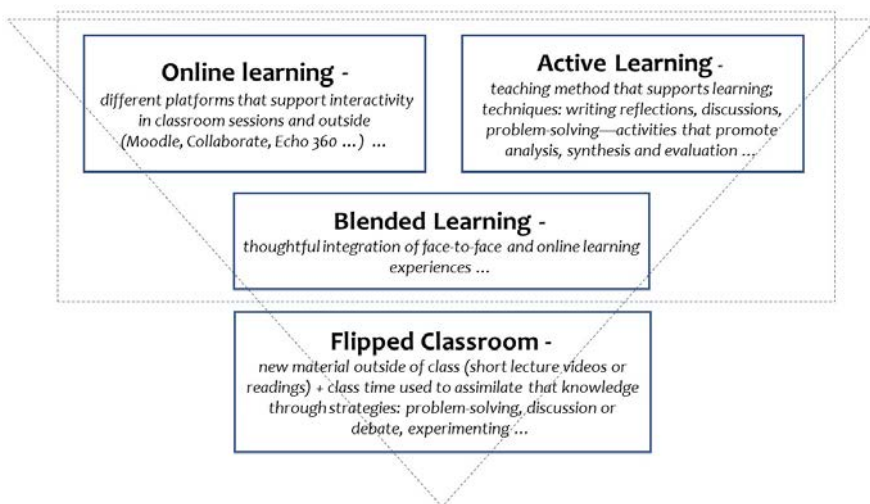 Online learning -
different platforms that support interactivity
in classroom sessions and outside
(Moodle, Collaborate, Echo 360 ...) ...
Active Learning -
teaching method that supports learning;
techniques: writing reflections, discussions,
problem-solving—activities that promote
analysis, synthesis and evaluation ...
Blended Learning -
thoughtful integration of face-to-face and online learning
experiences ...
Flipped Classroom -
new material outside of class (short lecture videos or
readings) + class time used to assimilate that knowledge
through strategies: problem-solving, discussion or
debate, experimenting ...